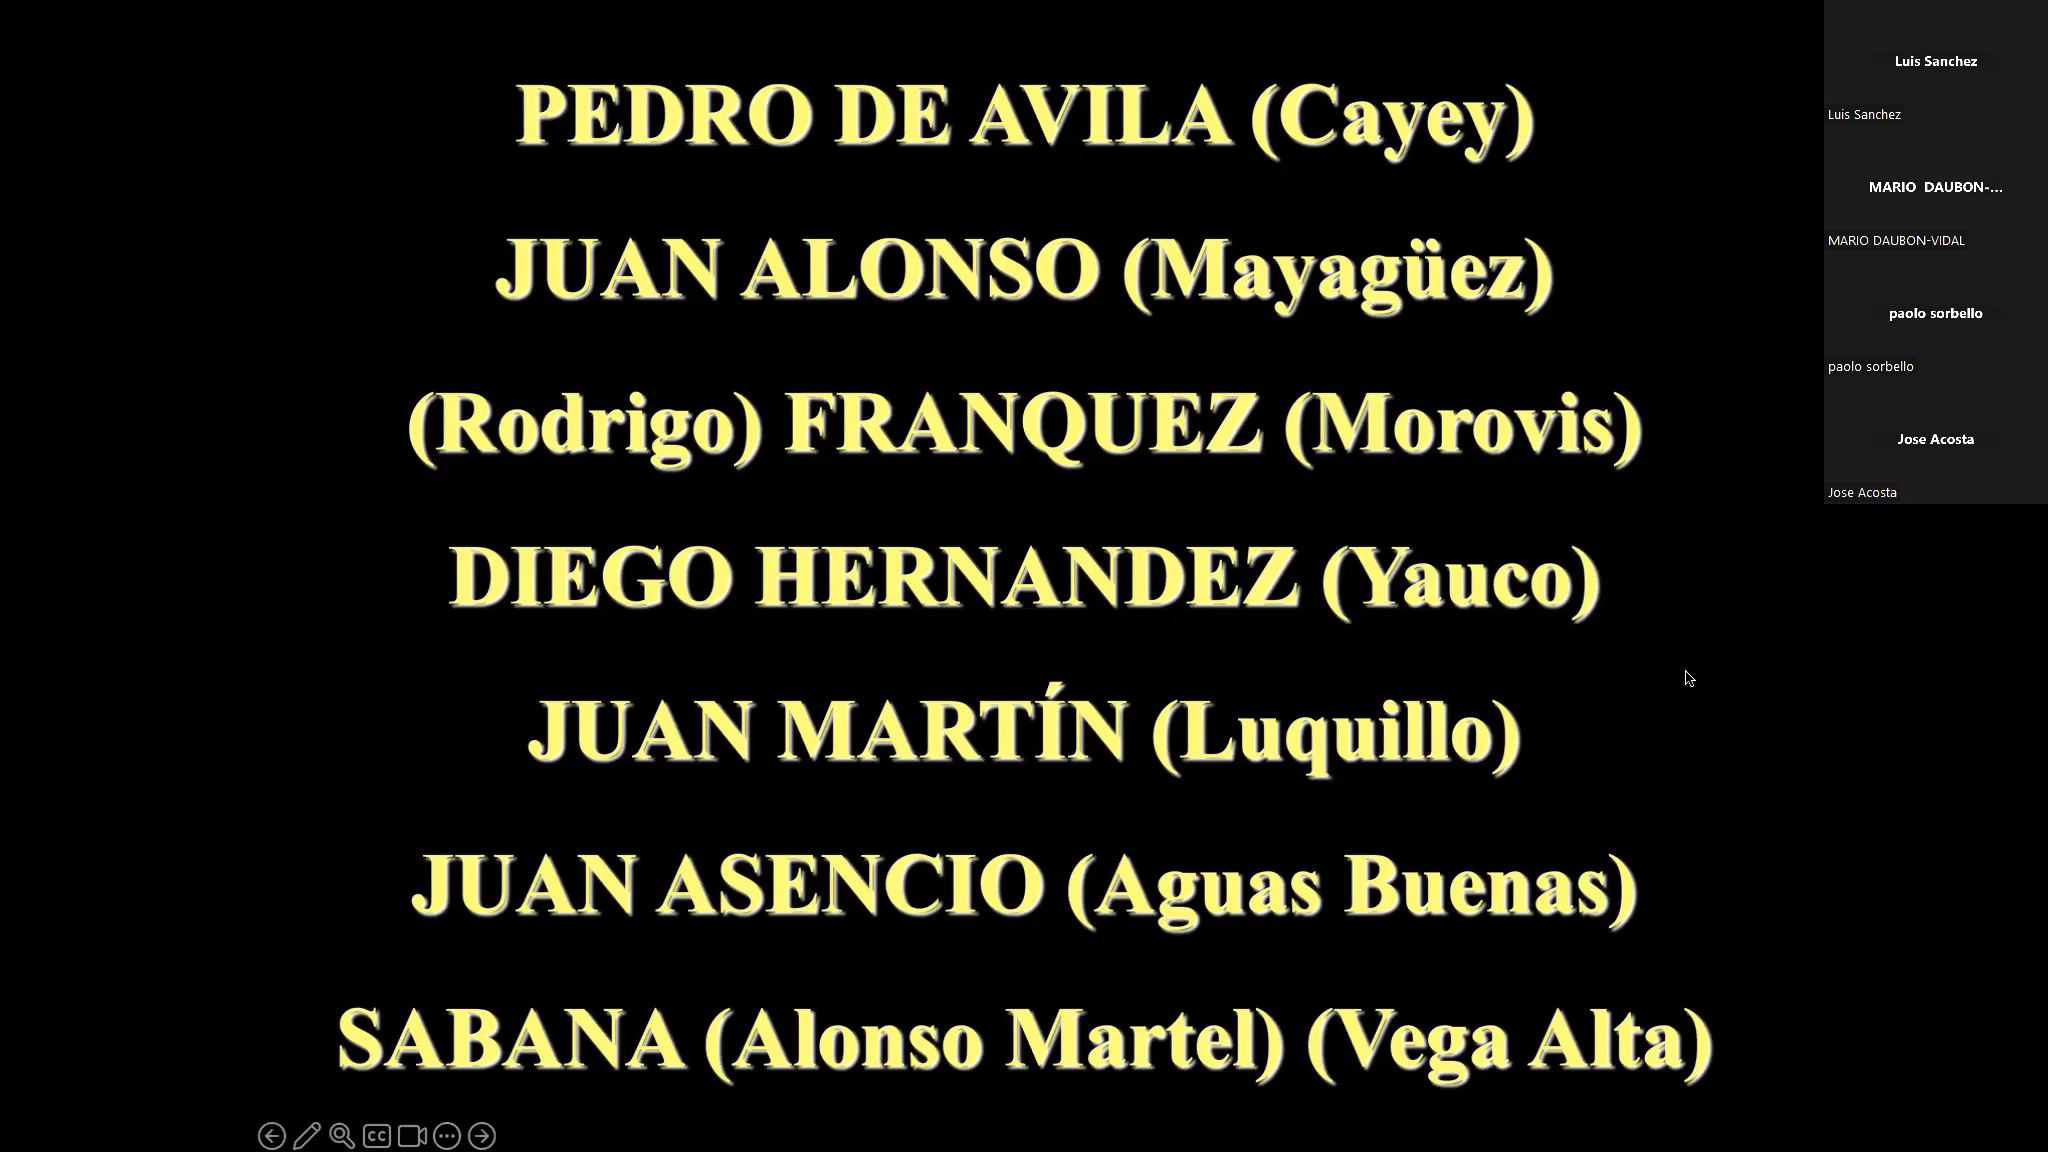 PEDRO DE AVILA (Cayey)
JUAN ALONSO (Mayagüez)
(Rodrigo) FRANQUEZ (Morovis)
DIEGO HERNANDEZ (Yauco)
JUAN MARTÍN (Luquillo)
JUAN ASENCIO (Aguas Buenas)
SABANA (Alonso Martel) (Vega Alta)
Luis Sanchez
Luis Sanchez
MARIO DAUBON-...
MARIO DAUBON-VIDAL
paolo sorbello
paolo sorbello
Jose Acosta
Jose Acosta
CC